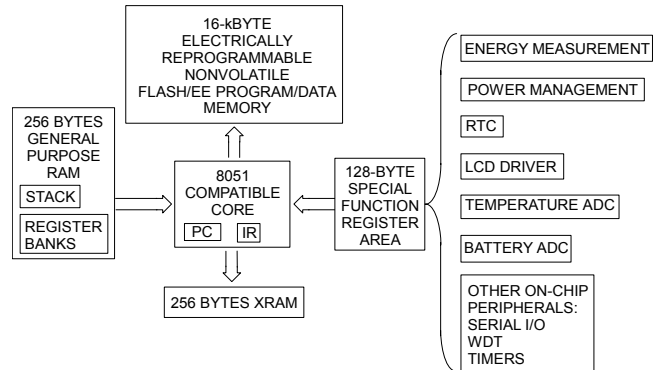 16-kBYTE
ELECTRICALLY
REPROGRAMMABLE
NONVOLATILE
FLASH/EE PROGRAM/DATA
MEMORY
256 BYTES
GENERAL
PURPOSE
RAM
STACK
REGISTER
BANKS
8051
COMPATIBLE
CORE
PC IR
256 BYTES XRAM
128-BYTE
SPECIAL
FUNCTION
REGISTER
AREA
ENERGY MEASUREMENT
POWER MANAGEMENT
RTC
LCD DRIVER
TEMPERATURE ADC
BATTERY ADC
OTHER ON-CHIP
PERIPHERALS:
SERIAL I/O
WDT
TIMERS